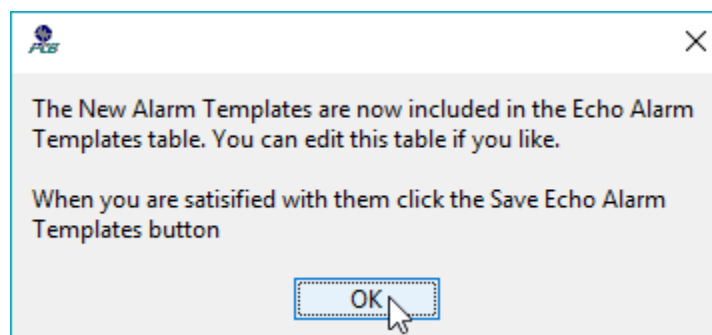 PCB
The New Alarm Templates are now included in the Echo Alarm
Templates table. You can edit this table if you like.
When you are satisified with them click the Save Echo Alarm
Templates button
OK